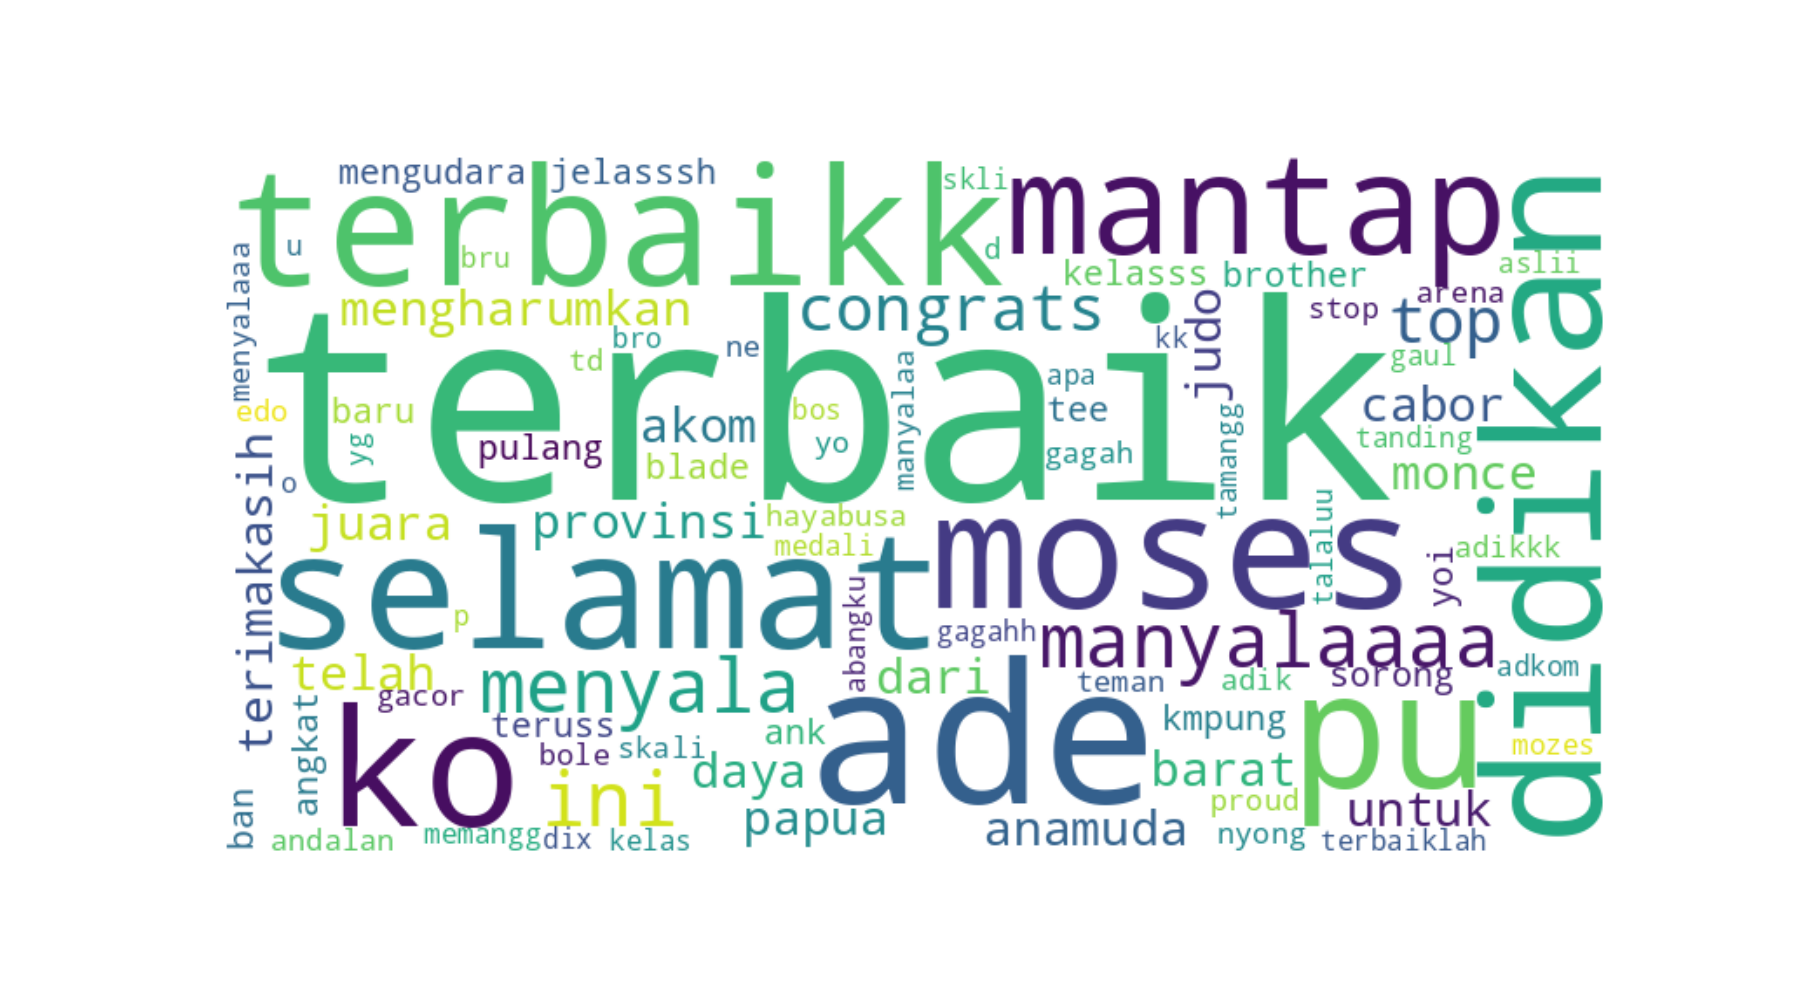 mengudara
jelasssh
skli
mantap
terbaikk
u
bru
d
kelasss
brother
aslii
didikan
menyalaaa
mengharumkan
congrats
judo
stop
arena
top
terbaik
bro
ne
kk
td
gaul
edo
baru
akom
bos
manyalaa
apa
tee
cabor
yg
pulang
yo
gagah
tamangg
tanding
blade
monce
o
terimakasih
juara
provinsi
hayabusa
medali
moses
talaluu
yoi
adikkk
selamat
p
abangku
gagahh
manyalaaaa
telah
gacor
menyala
dari
teman
adik
sorong
adkom
angkat
ko
teruss
bole
skali
ank
ade
kmpung
pu
mozes
ini
daya
barat
proud
untuk
ban
papua
anamuda
nyong
terbaiklah
andalan
memangg
dix
kelas